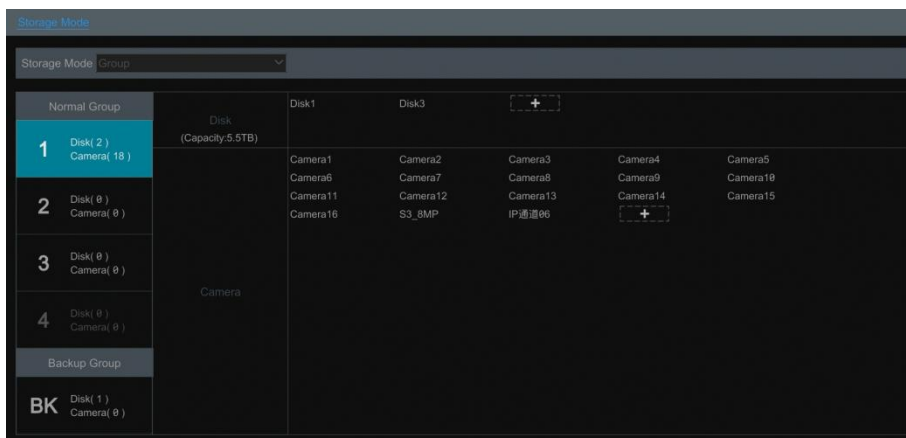 Storage Mode
Storage Mode Group
Normal Group
1 Disk( 2 ) Camera( 18 )
2 Disk( 0 ) Camera( 0 )
3 Disk( 0 ) Camera( 0 )
4 Disk( 0 ) Camera( 0 )
Backup Group
BK Disk( 1 ) Camera( 0 )
Disk
(Capacity:5.5TB)
Disk1 Disk3 +
Camera
Camera1 Camera2 Camera3 Camera4 Camera5
Camera6 Camera7 Camera8 Camera9 Camera10
Camera11 Camera12 Camera13 Camera14 Camera15
Camera16 S3_8MP IP通道06 +